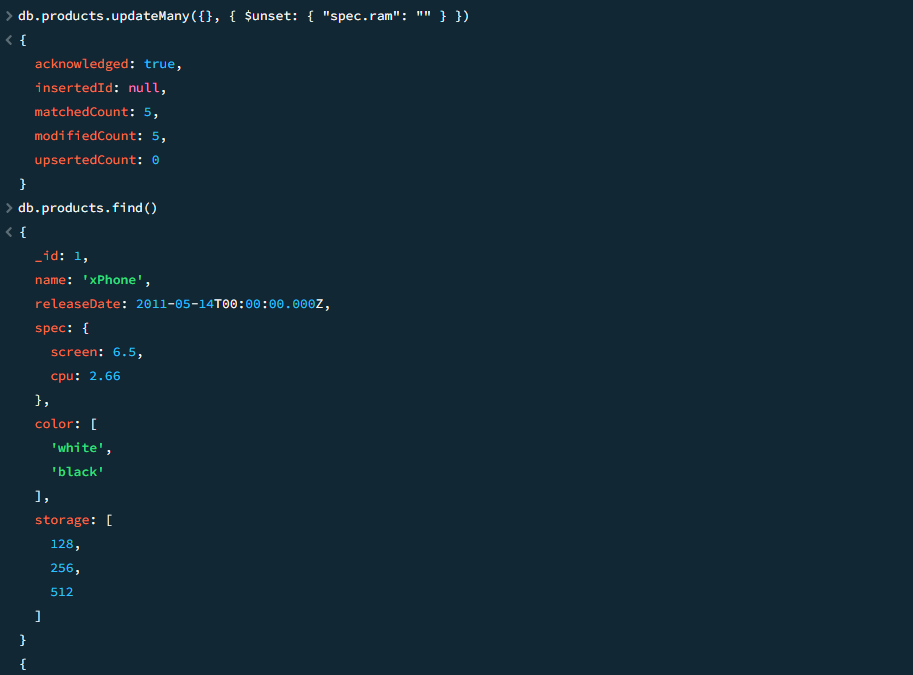 > db.products.updateMany({}, { $unset: { "spec.ram": "" } })
< {
acknowledged: true,
insertedId: null,
matchedCount: 5,
modifiedCount: 5,
upsertedCount: 0
}
> db.products.find()
< {
_id: 1,
name: 'xPhone',
releaseDate: 2011-05-14T00:00:00.000Z,
spec: {
screen: 6.5,
cpu: 2.66
},
color: [
'white',
'black'
],
storage: [
128,
256,
512
]
}
{